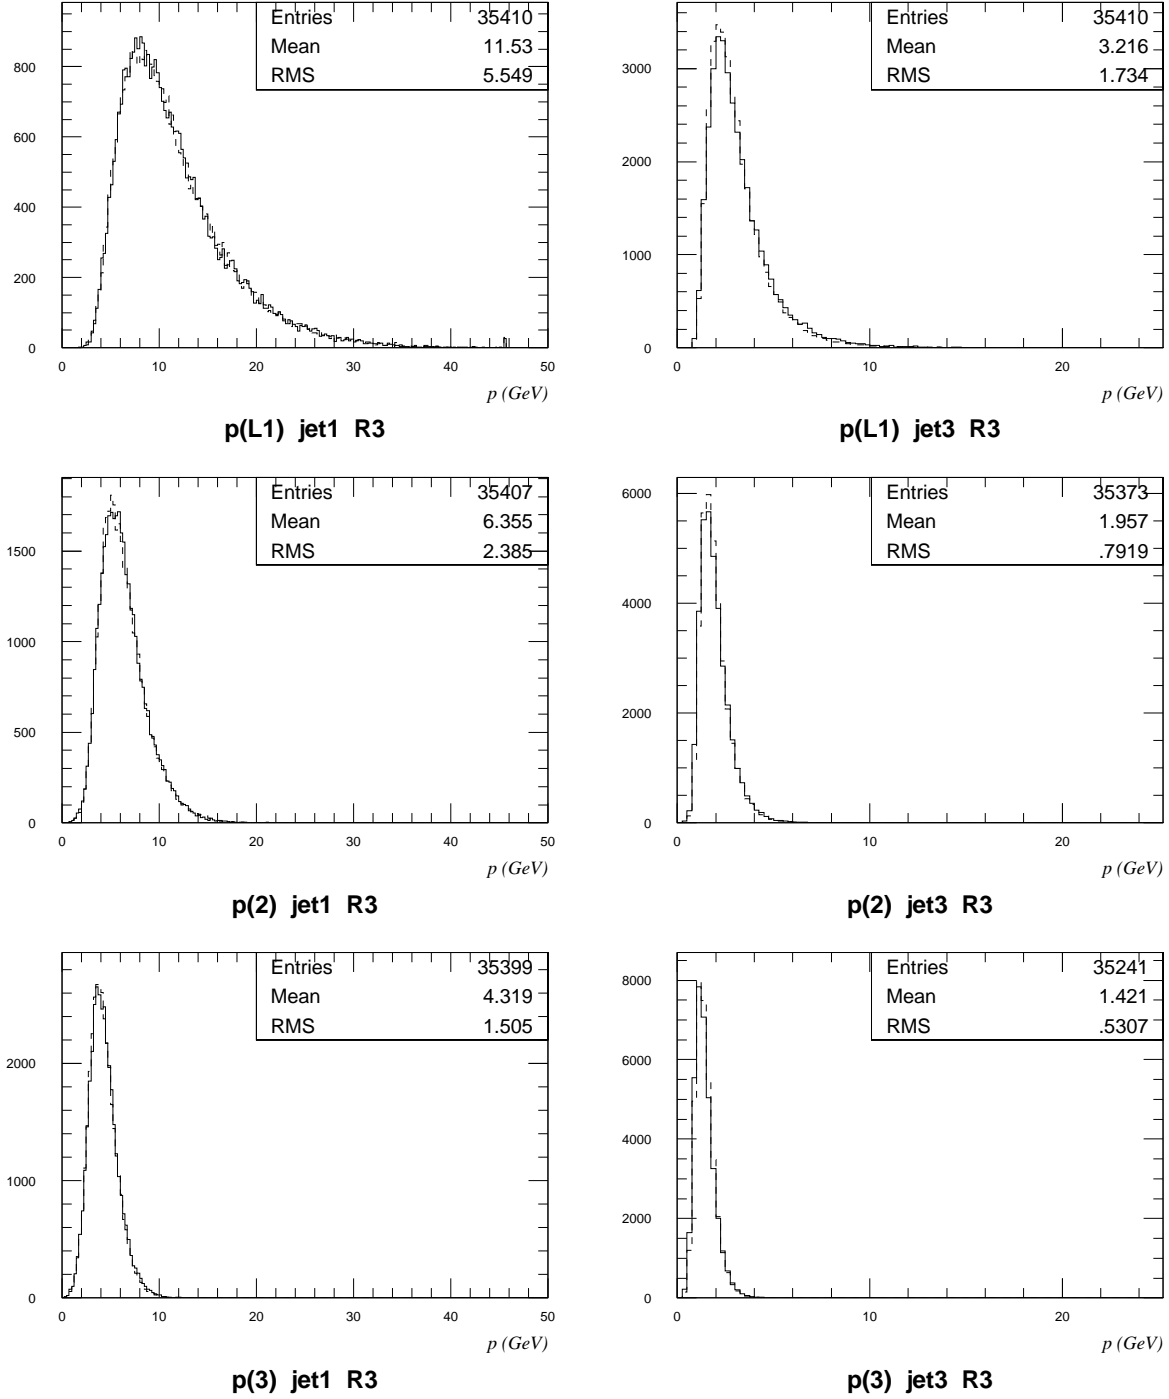 Entries 35410
Mean 11.53
RMS 5.549
800
600
400
200
0
0 10 20 30 40 50
p (GeV)
p(L1) jet1 R3
Entries 35410
Mean 3.216
RMS 1.734
3000
2000
1000
0
0 10 20
p (GeV)
p(L1) jet3 R3
Entries 35407
Mean 6.355
RMS 2.385
1500
1000
500
0
0 10 20 30 40 50
p (GeV)
p(2) jet1 R3
Entries 35373
Mean 1.957
RMS .7919
6000
4000
2000
0
0 10 20
p (GeV)
p(2) jet3 R3
Entries 35399
Mean 4.319
RMS 1.505
2000
1000
0
0 10 20 30 40 50
p (GeV)
p(3) jet1 R3
Entries 35241
Mean 1.421
RMS .5307
8000
6000
4000
2000
0
0 10 20
p (GeV)
p(3) jet3 R3